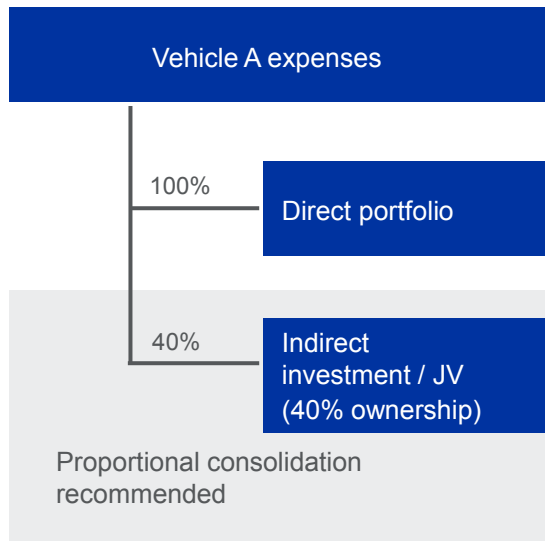 Vehicle A expenses
100%
Direct portfolio
40%
Indirect
investment / JV
(40% ownership)
Proportional consolidation
recommended